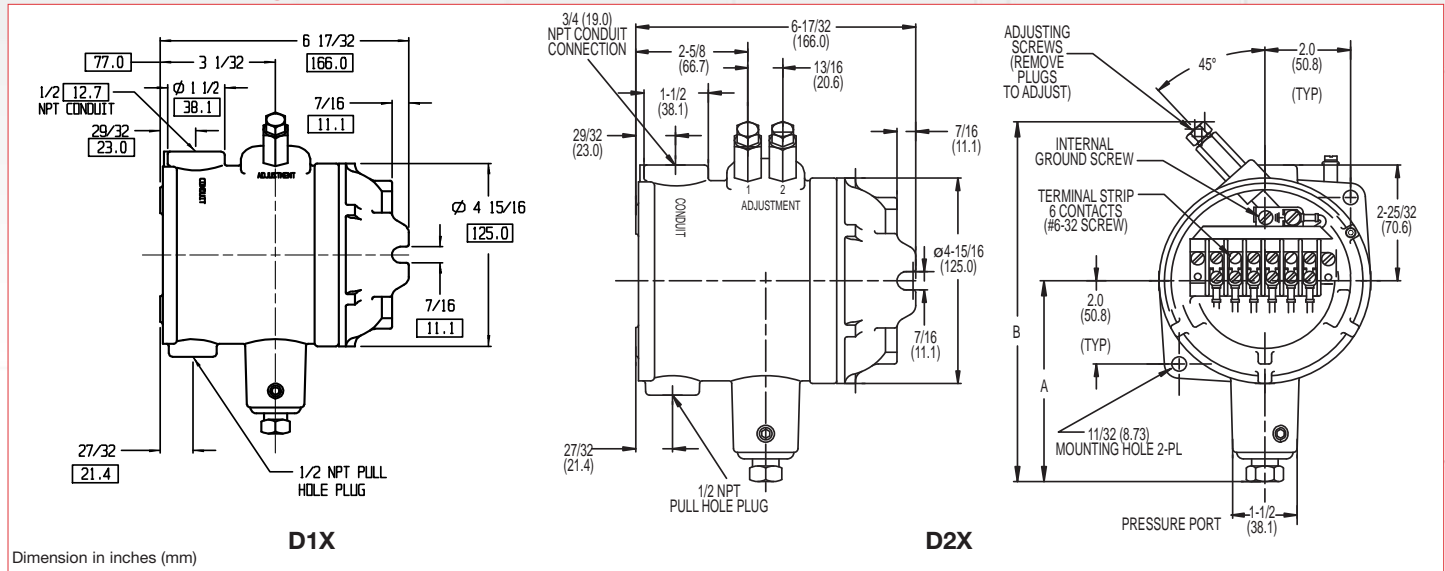 6 17/32
166.0
77.0
3 1/32
Ø 1 1/2
38.1
1/2 12.7
NPT CONDUIT
29/32
23.0
7/16
11.1
CONDUIT
ADJUSTMENT
Ø 4 15/16
125.0
7/16
11.1
27/32
21.4
1/2 NPT PULL
HOLE PLUG
D1X
3/4 (19.0)
NPT CONDUIT
CONNECTION
6-17/32
(166.0)
2-5/8
(66.7)
13/16
(20.6)
1-1/2
(38.1)
29/32
(23.0)
7/16
(11.1)
1 2
ADJUSTMENT
CONDUIT
ø4-15/16
(125.0)
7/16
(11.1)
27/32
(21.4)
1/2 NPT
PULL HOLE PLUG
D2X
ADJUSTING
SCREWS
(REMOVE
PLUGS
TO ADJUST)
45°
2.0
(50.8)
(TYP)
INTERNAL
GROUND SCREW
TERMINAL STRIP
6 CONTACTS
(#6-32 SCREW)
2-25/32
(70.6)
B
2.0
(50.8)
(TYP)
A
11/32 (8.73)
MOUNTING HOLE 2-PL
PRESSURE PORT
1-1/2
(38.1)
Dimension in inches (mm)